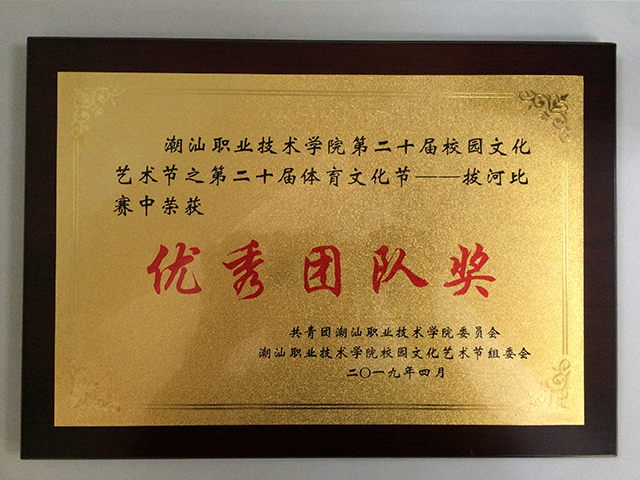 潮汕职业技术学院第二十届校园文化
艺术节之第二十届体育文化节——拔河比
赛中荣获
优秀团队奖
共青团潮汕职业技术学院委员会
潮汕职业技术学院校园文化艺术节组委会
二〇一九年四月